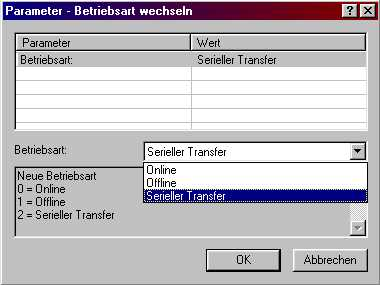 Parameter - Betriebsart wechseln
Parameter Wert
Betriebsart: Serieller Transfer
Betriebsart: Serieller Transfer
Online
Offline
Serieller Transfer
Neue Betriebsart
0 = Online
1 = Offline
2 = Serieller Transfer
OK Abbrechen